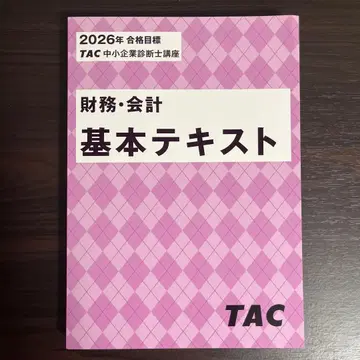 2026年 合格目標
TAC 中小企業診断士講座
財務・会計
基本テキスト
TAC